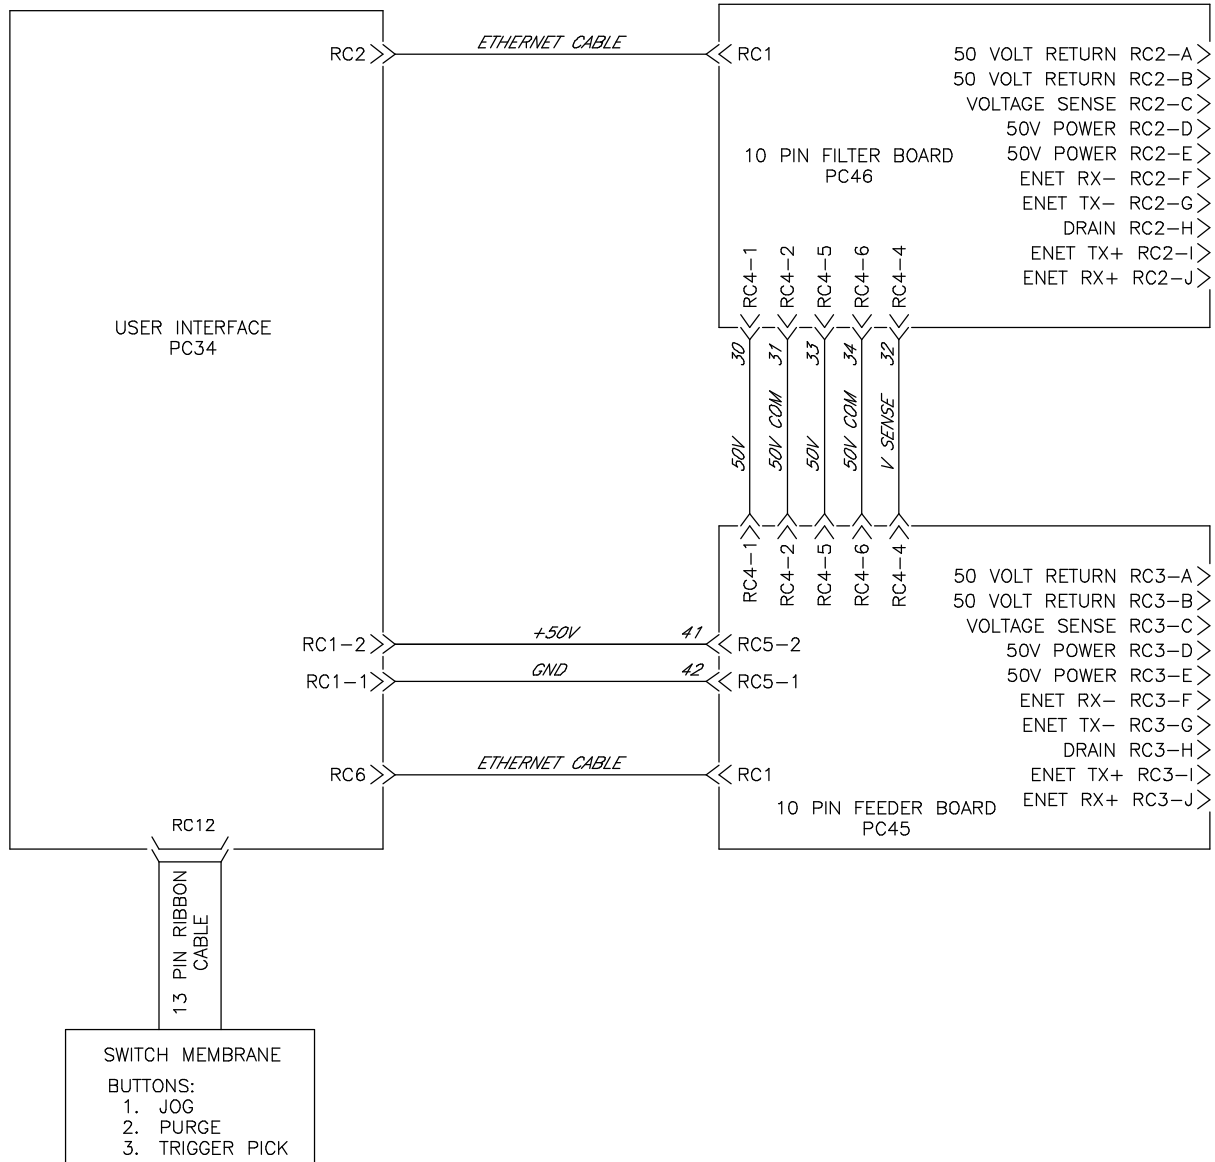 RC2
ETHERNET CABLE
RC1
50 VOLT RETURN RC2-A
50 VOLT RETURN RC2-B
VOLTAGE SENSE RC2-C
50V POWER RC2-D
50V POWER RC2-E
ENET RX- RC2-F
ENET TX- RC2-G
DRAIN RC2-H
ENET TX+ RC2-I
ENET RX+ RC2-J
10 PIN FILTER BOARD
PC46
RC4-1
RC4-2
RC4-5
RC4-6
RC4-4
USER INTERFACE
PC34
30
31
33
34
32
50V
50V COM
50V
50V COM
V SENSE
RC4-1
RC4-2
RC4-5
RC4-6
RC4-4
50 VOLT RETURN RC3-A
50 VOLT RETURN RC3-B
VOLTAGE SENSE RC3-C
50V POWER RC3-D
50V POWER RC3-E
ENET RX- RC3-F
ENET TX- RC3-G
DRAIN RC3-H
ENET TX+ RC3-I
ENET RX+ RC3-J
RC1-2
+50V
41
RC5-2
RC1-1
GND
42
RC5-1
RC6
ETHERNET CABLE
RC1
10 PIN FEEDER BOARD
PC45
RC12
13 PIN RIBBON
CABLE
SWITCH MEMBRANE
BUTTONS:
1. JOG
2. PURGE
3. TRIGGER PICK